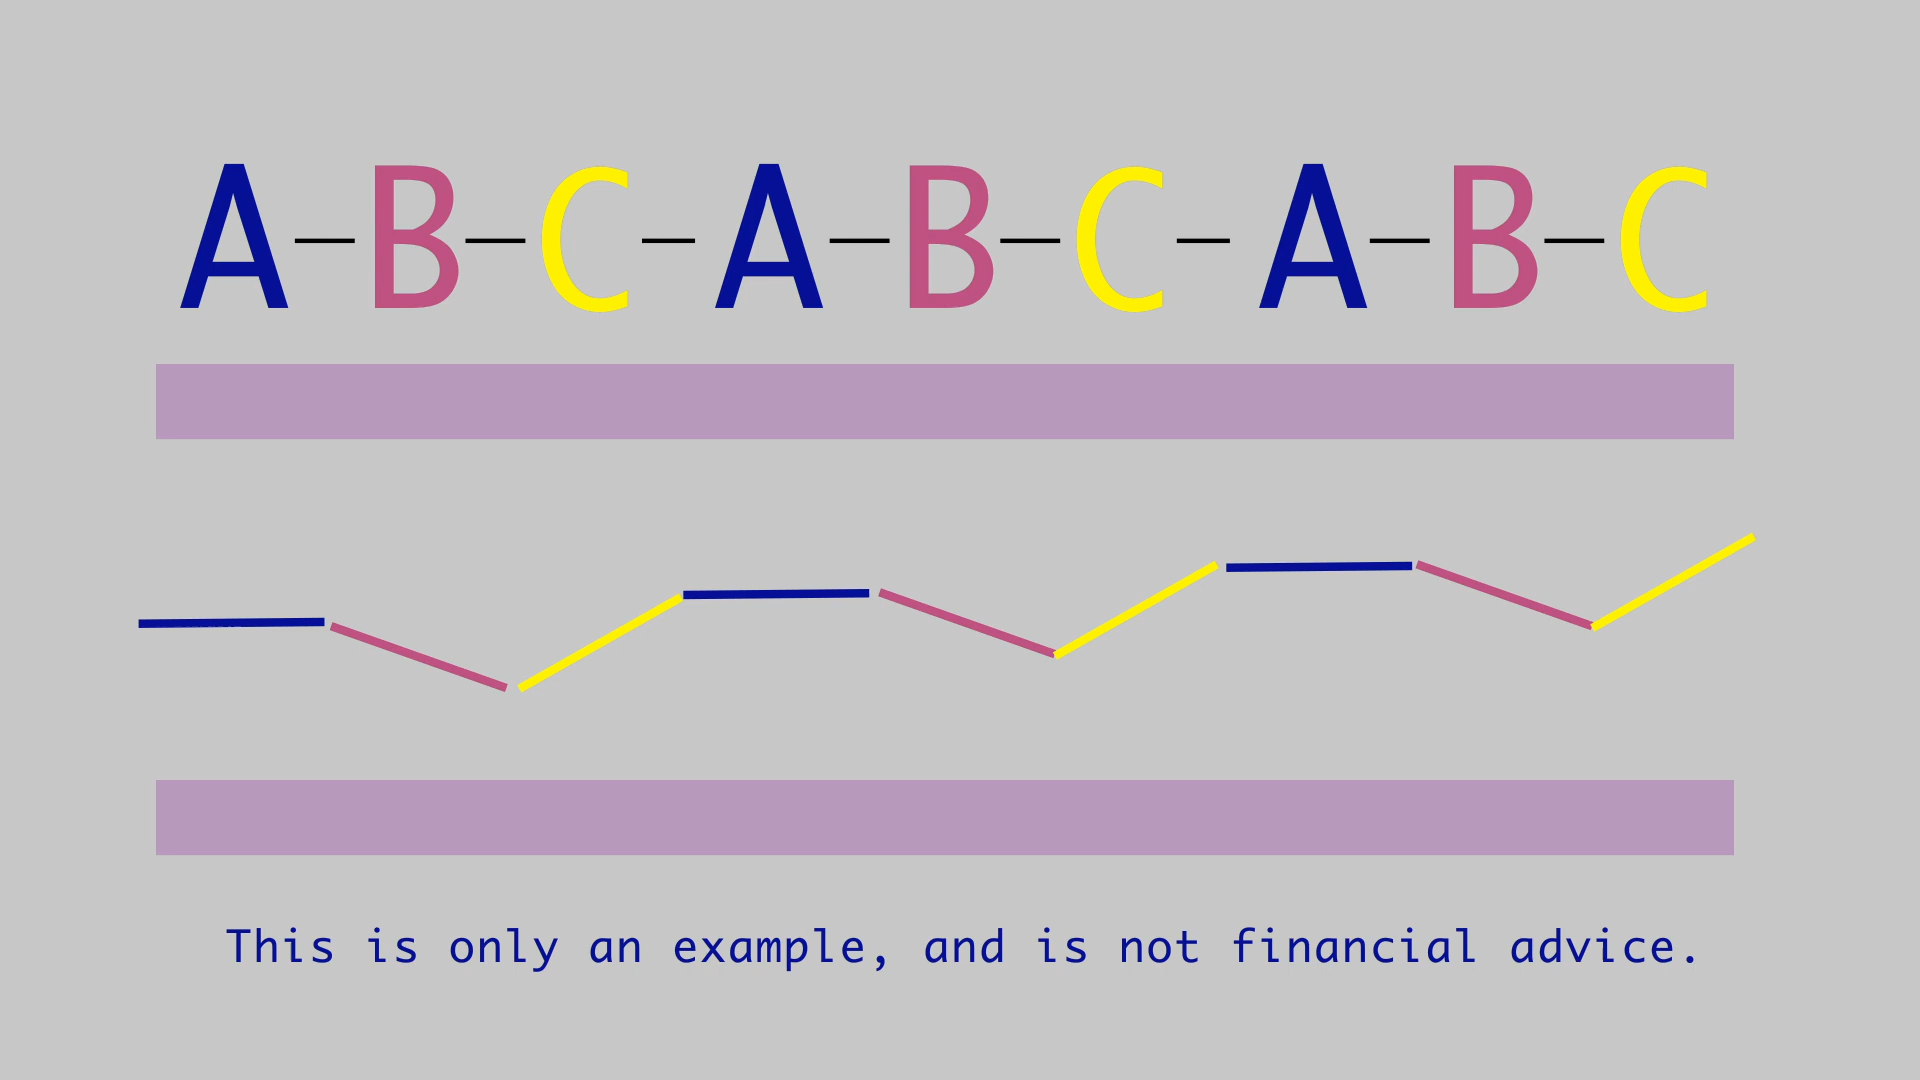 A—B—C—A—B—C—A—B—C
This is only an example, and is not financial advice.